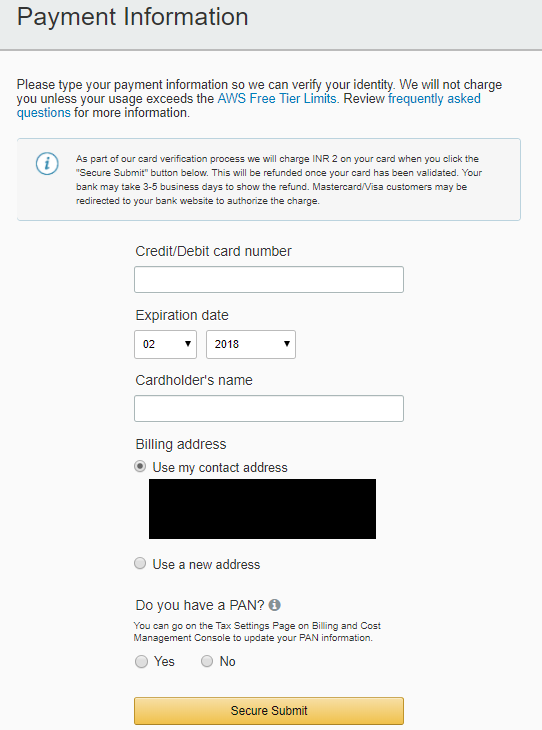 Payment Information
Please type your payment information so we can verify your identity. We will not charge
you unless your usage exceeds the AWS Free Tier Limits. Review frequently asked
questions for more information.
As part of our card verification process we will charge INR 2 on your card when you click the
"Secure Submit" button below. This will be refunded once your card has been validated. Your
bank may take 3-5 business days to show the refund. Mastercard/Visa customers may be
redirected to your bank website to authorize the charge.
Credit/Debit card number
Expiration date
02 2018
Cardholder's name
Billing address
Use my contact address
Use a new address
Do you have a PAN?
You can go on the Tax Settings Page on Billing and Cost
Management Console to update your PAN information.
Yes No
Secure Submit